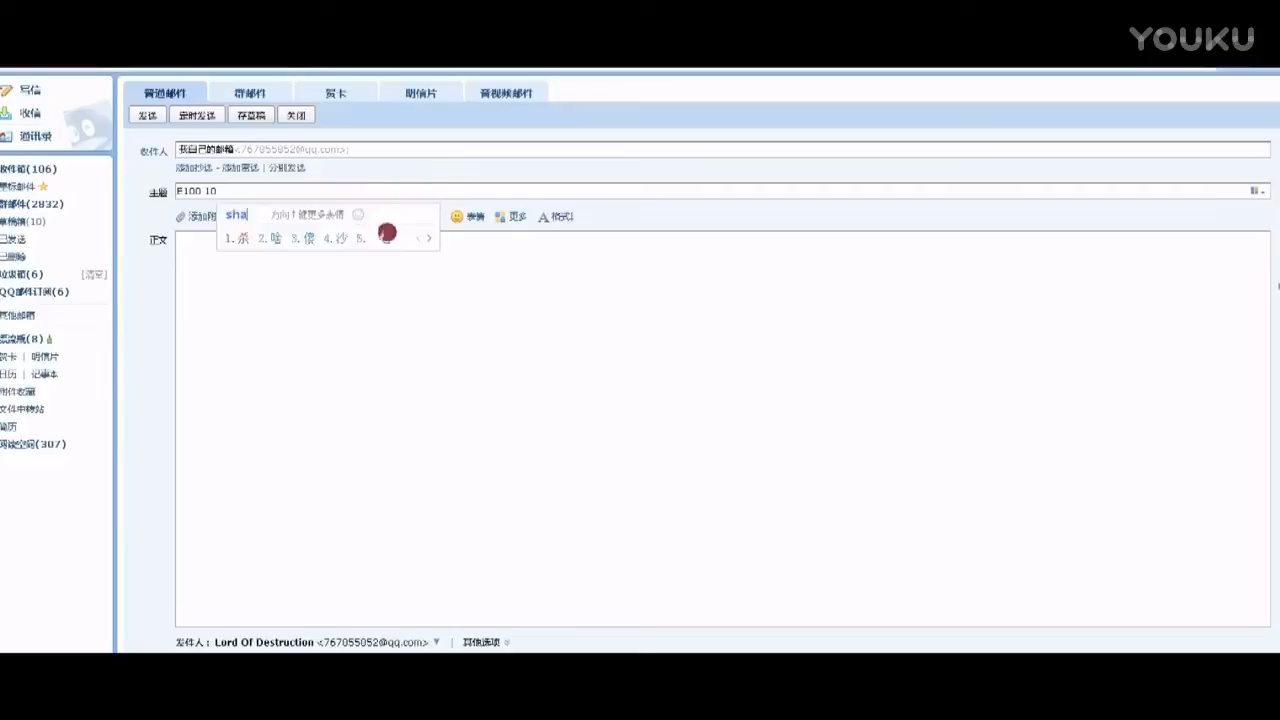 YOUKU
写信
收信
通讯录
收件箱(106)
星标邮件
群邮件(2832)
草稿箱(10)
已发送
已删除
垃圾箱(6) [清空]
QQ邮件订阅(6)
其他邮箱
漂流瓶(8)
贺卡 | 明信片
日历 | 记事本
附件收藏
文件中转站
简历
阅读空间(307)
普通邮件 群邮件 贺卡 明信片 音视频邮件
发送 定时发送 存草稿 关闭
收件人 我自己的邮箱<767055052@qq.com>;
添加抄送 - 添加密送 | 分别发送
主题 E100 10
添加附 表情 更多 格式↓
sha 方向↑键更多表情
1.杀 2.啥 3.傻 4.沙 5.
正文
发件人：Lord Of Destruction <767055052@qq.com> | 其他选项